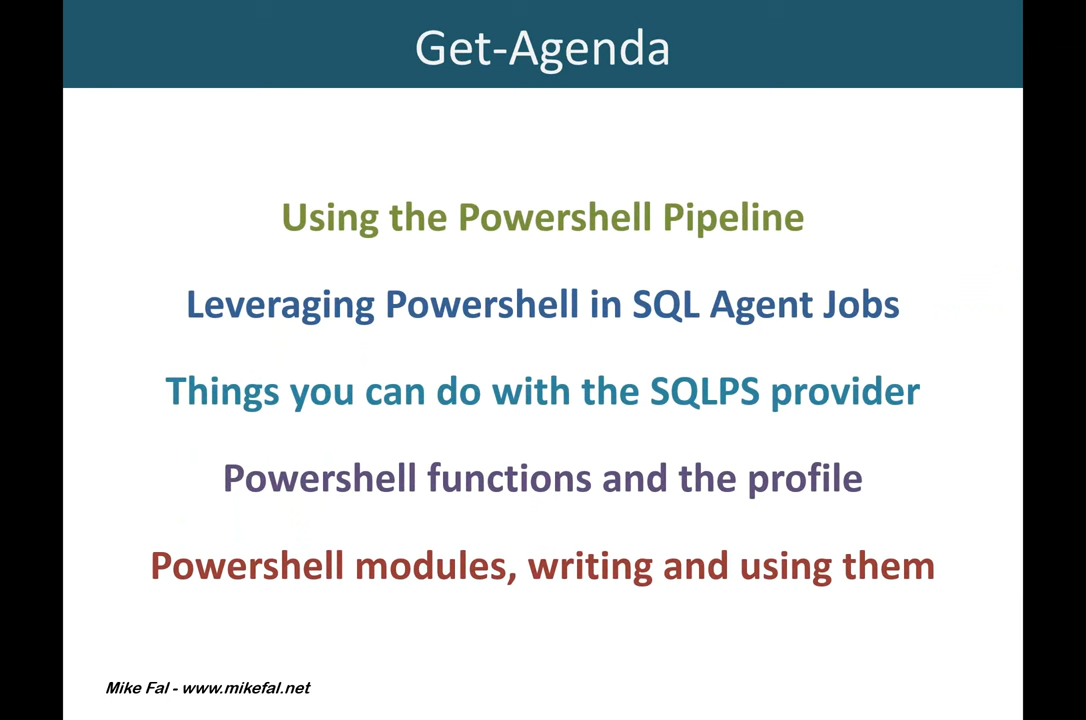 Get-Agenda
Using the Powershell Pipeline
Leveraging Powershell in SQL Agent Jobs
Things you can do with the SQLPS provider
Powershell functions and the profile
Powershell modules, writing and using them
Mike Fal - www.mikefal.net